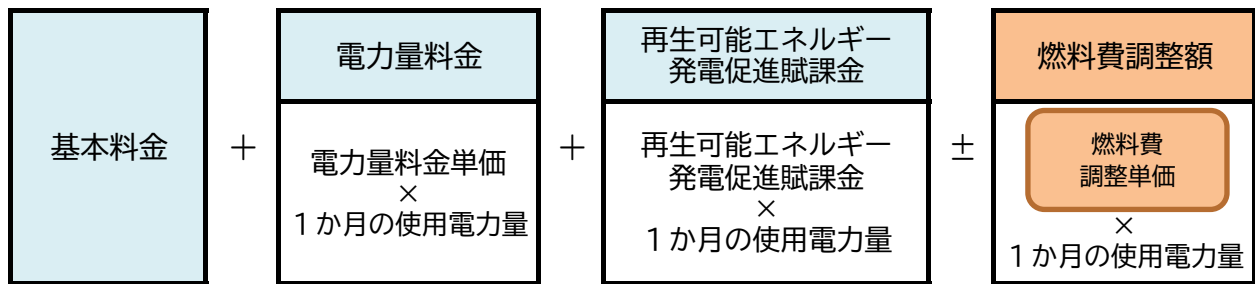 基本料金
＋
電力量料金
電力量料金単価
×
１か月の使用電力量
＋
再生可能エネルギー
発電促進賦課金
再生可能エネルギー
発電促進賦課金
×
１か月の使用電力量
±
燃料費調整額
燃料費
調整単価
×
１か月の使用電力量